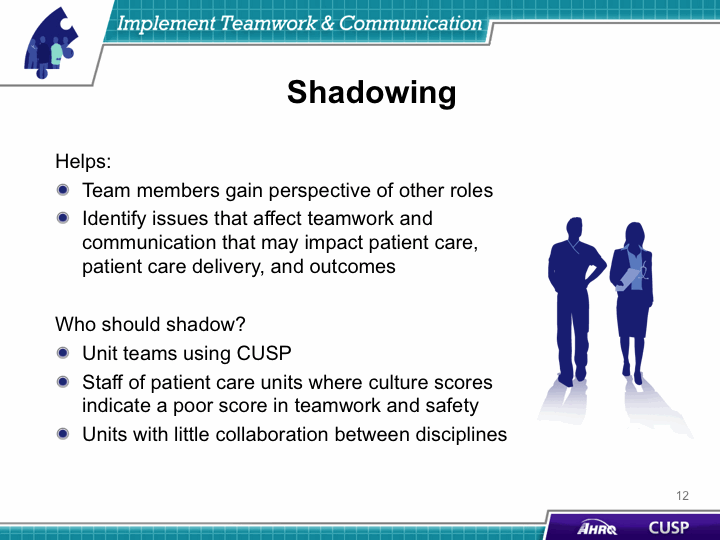 Implement Teamwork & Communication
Shadowing
Helps:
Team members gain perspective of other roles
Identify issues that affect teamwork and
communication that may impact patient care,
patient care delivery, and outcomes
Who should shadow?
Unit teams using CUSP
Staff of patient care units where culture scores
indicate a poor score in teamwork and safety
Units with little collaboration between disciplines
12
AHRQ CUSP